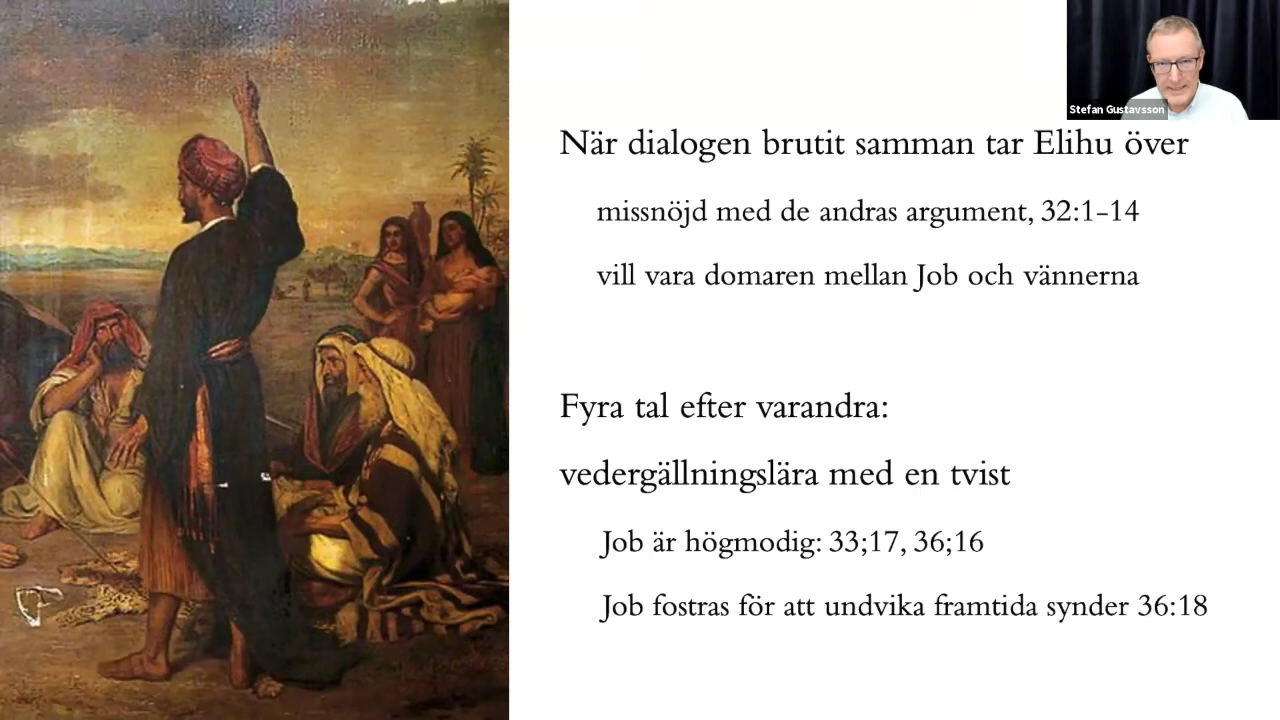 Stefan Gustavsson
När dialogen brutit samman tar Elihu över
missnöjd med de andras argument, 32:1–14
vill vara domaren mellan Job och vännerna
Fyra tal efter varandra:
vedergällningslära med en tvist
Job är högmodig: 33;17, 36;16
Job fostras för att undvika framtida synder 36:18